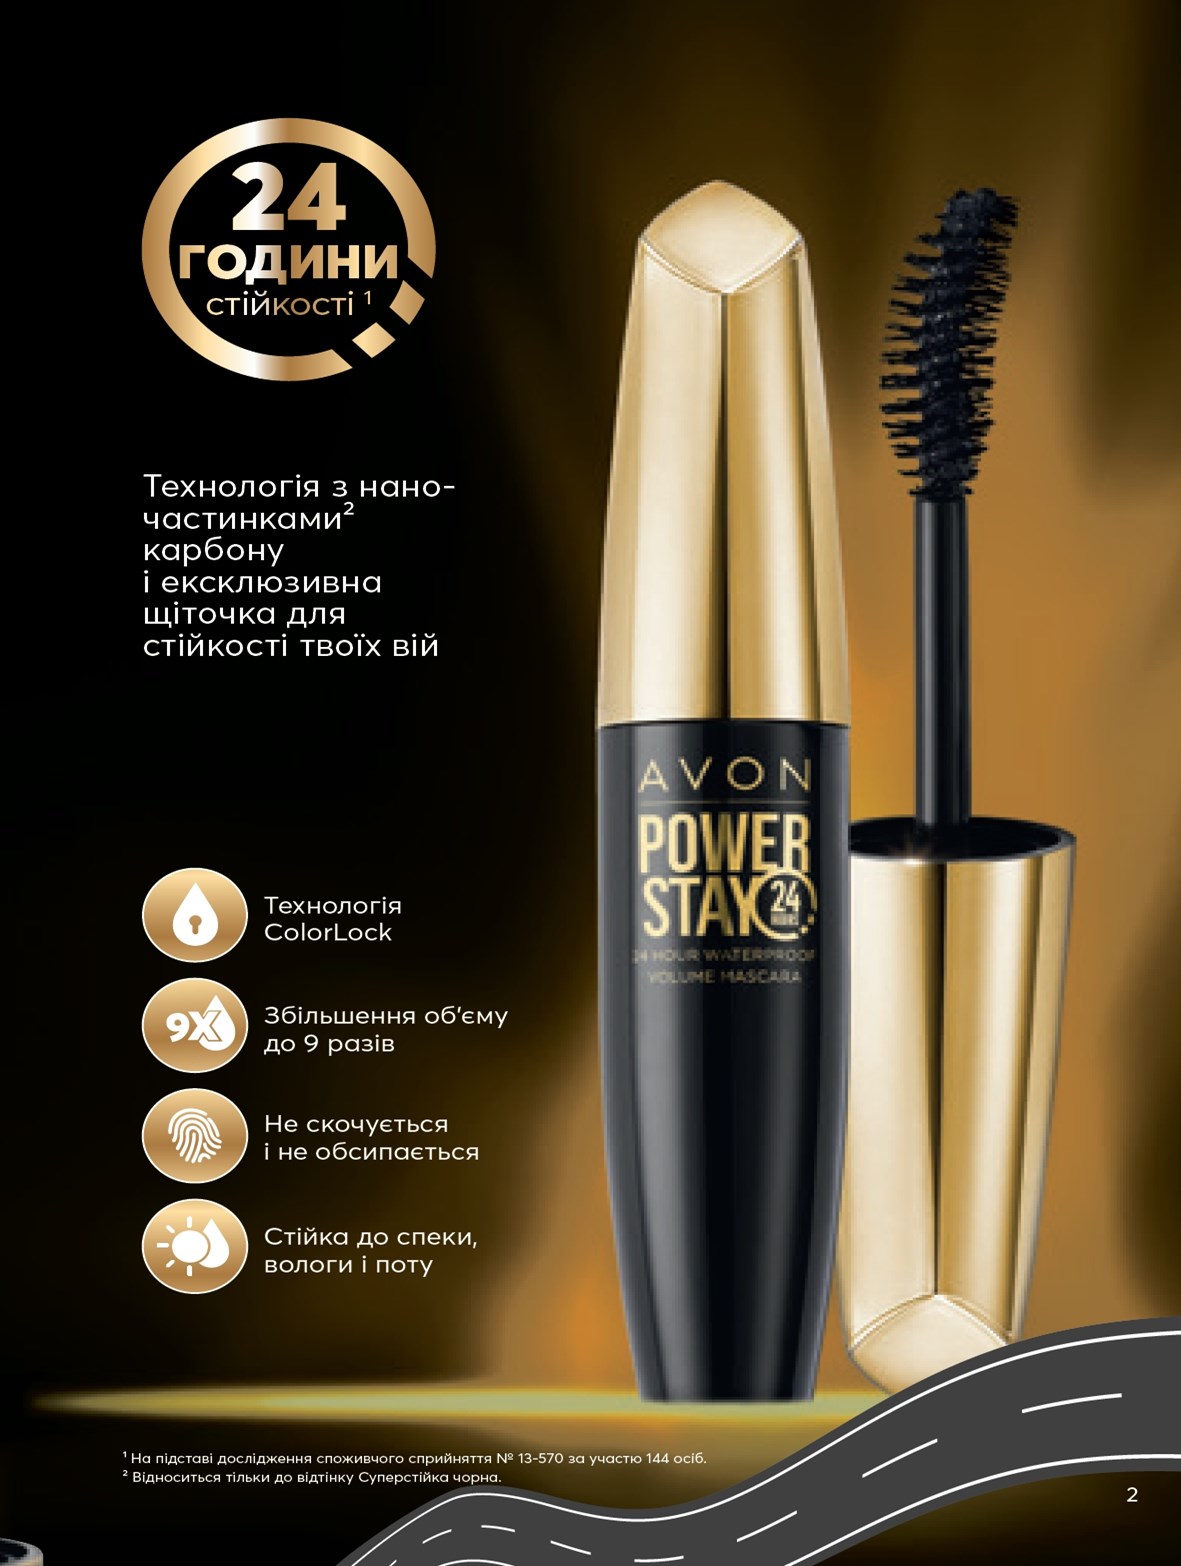 24
ГОДИНИ
стійкості ¹
Технологія з нано-
частинками²
карбону
і ексклюзивна
щіточка для
стійкості твоїх вій
AVON
POWER
STAY 24
HOURS
24 HOUR WATERPROOF
VOLUME MASCARA
Технологія
ColorLock
9X
Збільшення об'єму
до 9 разів
Не скочується
і не обсипається
Стійка до спеки,
вологи і поту
¹ На підставі дослідження споживчого сприйняття № 13-570 за участю 144 осіб.
² Відноситься тільки до відтінку Суперстійка чорна.
2